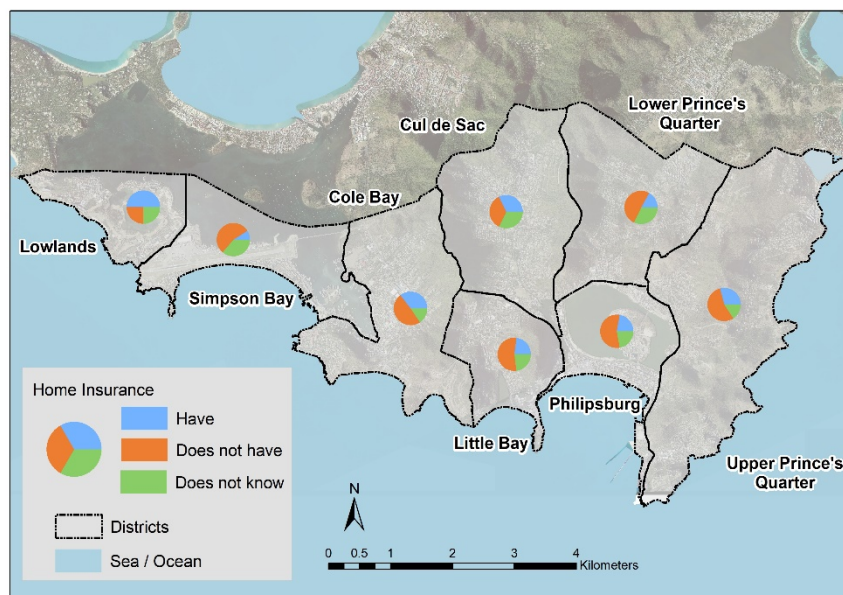 Lower Prince's
Quarter
Cul de Sac
Cole Bay
Lowlands
Simpson Bay
Philipsburg
Little Bay
Upper Prince's
Quarter
Home Insurance
Have
Does not have
Does not know
Districts
Sea / Ocean
N
0 0.5 1 2 3 4
Kilometers